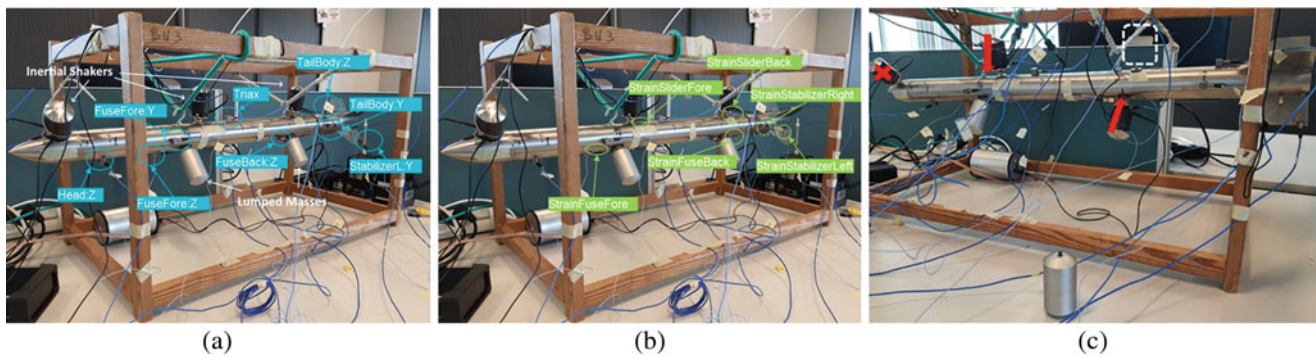 BV3
TailBody:Z
Inertial Shakers
Triax
FuseFore:Y
TailBody:Y
FuseBack:Z
StabilizerL:Y
Head:Z
FuseFore:Z
Lumped Masses
(a)
BV3
StrainSliderBack
StrainSliderFore
StrainStabilizerRight
StrainFuseBack
StrainStabilizerLeft
StrainFuseFore
(b)
(c)